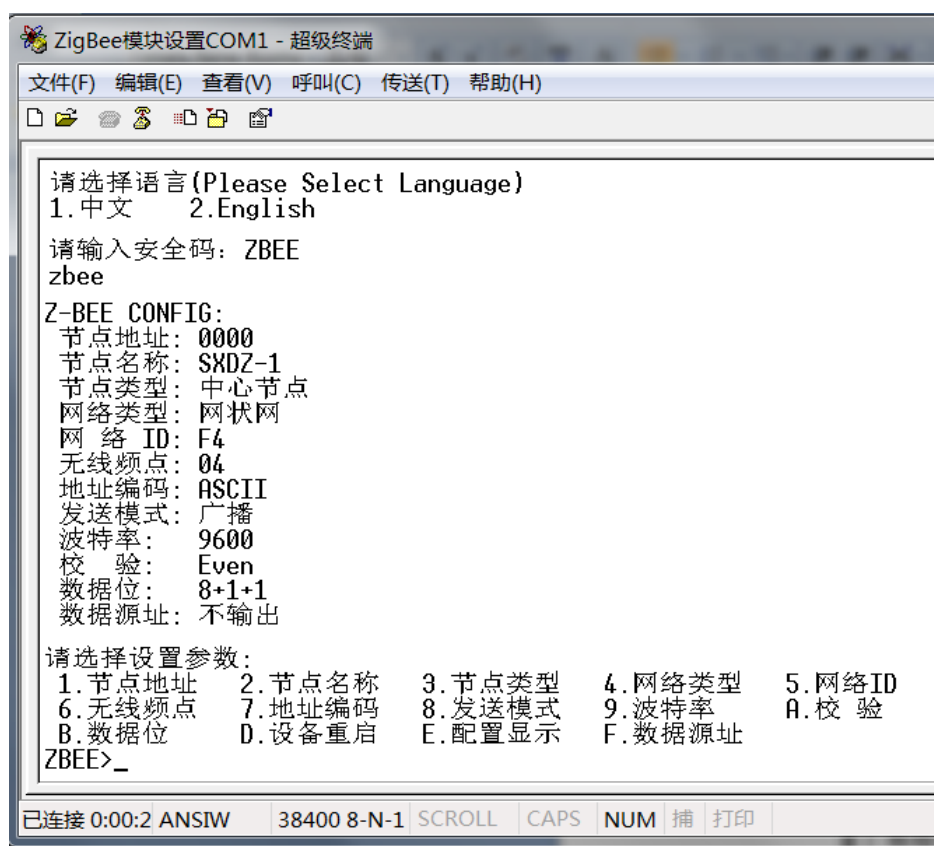 ZigBee模块设置COM1 - 超级终端
文件(F) 编辑(E) 查看(V) 呼叫(C) 传送(T) 帮助(H)
请选择语言(Please Select Language)
1.中文 2.English
请输入安全码: ZBEE
zbee
Z-BEE CONFIG:
节点地址: 0000
节点名称: SXDZ-1
节点类型: 中心节点
网络类型: 网状网
网 络 ID: F4
无线频点: 04
地址编码: ASCII
发送模式: 广播
波特率: 9600
校 验: Even
数据位: 8+1+1
数据源址: 不输出
请选择设置参数:
1.节点地址 2.节点名称 3.节点类型 4.网络类型 5.网络ID
6.无线频点 7.地址编码 8.发送模式 9.波特率 A.校 验
B.数据位 D.设备重启 E.配置显示 F.数据源址
ZBEE>_
已连接 0:00:2 ANSIW 38400 8-N-1 SCROLL CAPS NUM 捕 打印